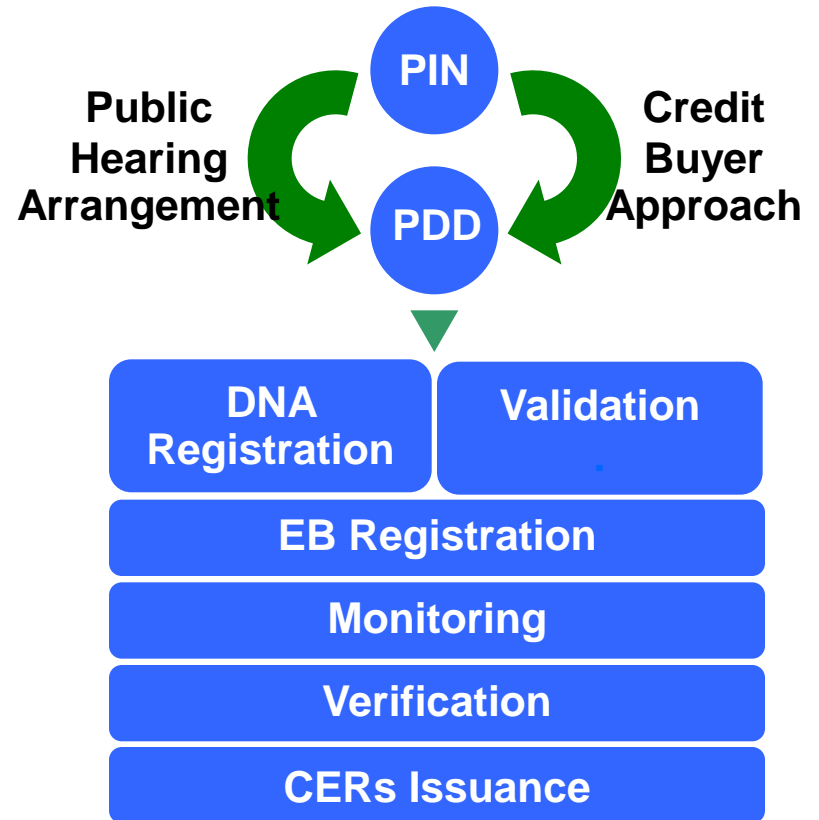 PIN
Public
Hearing
Arrangement
Credit
Buyer
Approach
PDD
DNA
Registration
Validation
.
EB Registration
Monitoring
Verification
CERs Issuance